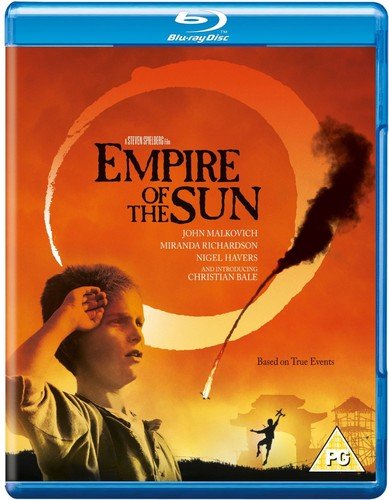 Blu-ray Disc
A STEVEN SPIELBERG Film
EMPIRE
OF
THE SUN
JOHN MALKOVICH
MIRANDA RICHARDSON
NIGEL HAVERS
AND INTRODUCING
CHRISTIAN BALE
Based on True Events
PG